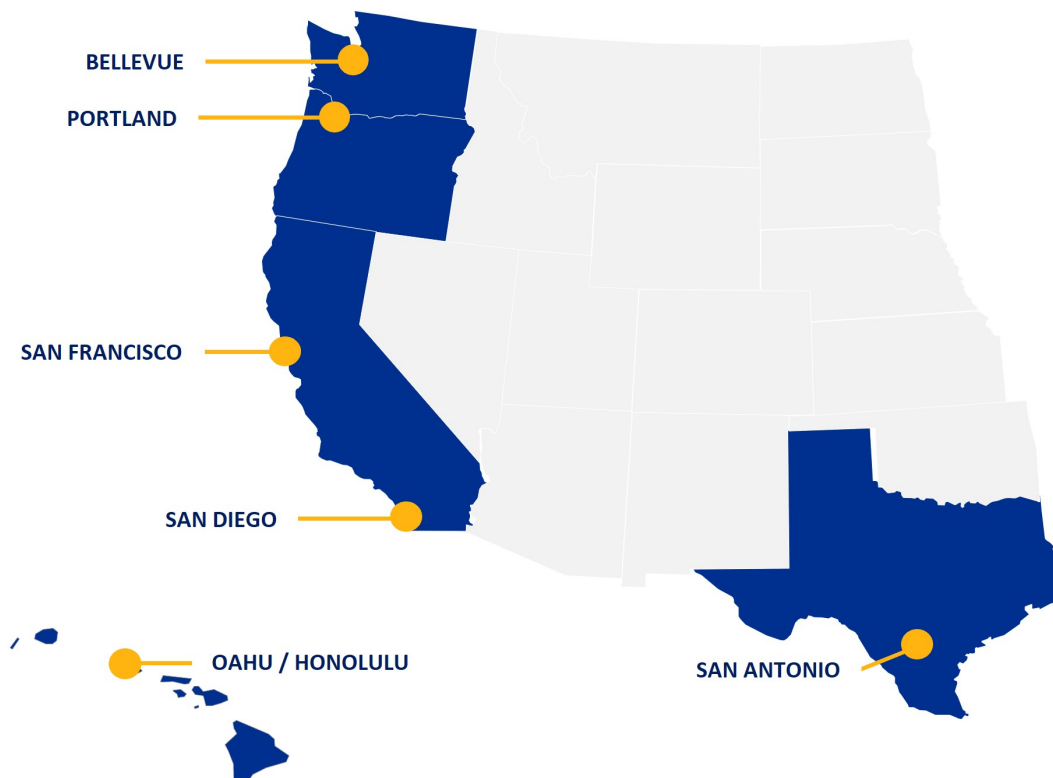 BELLEVUE
PORTLAND
SAN FRANCISCO
SAN DIEGO
OAHU / HONOLULU
SAN ANTONIO